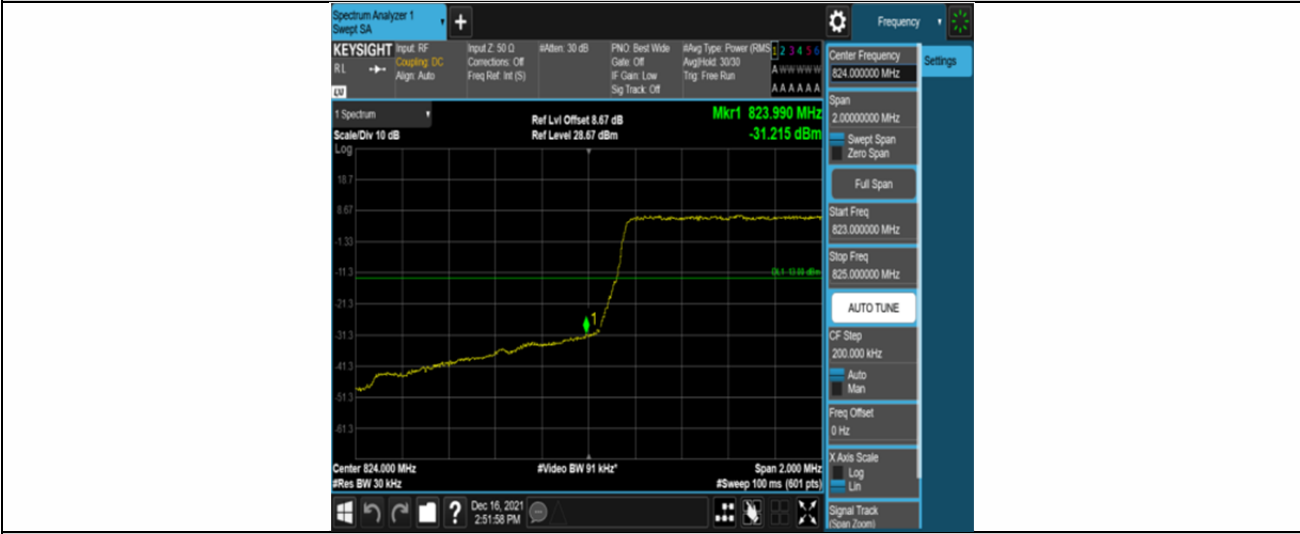 Spectrum Analyzer 1
Swept SA
+
Frequency
KEYSIGHT
RL
Input: RF
Coupling: DC
Align: Auto
Input Z: 50 Ω
Corrections: Off
Freq Ref: Int (S)
#Atten: 30 dB
PNO: Best Wide
Gate: Off
IF Gain: Low
Sig Track: Off
#Avg Type: Power (RMS
Avg|Hold: 30/30
Trig: Free Run
1 2 3 4 5 6
A W W W W W
A A A A A A
1 Spectrum
Scale/Div 10 dB
Log
Ref Lvl Offset 8.67 dB
Ref Level 28.67 dBm
Mkr1 823.990 MHz
-31.215 dBm
18.7
8.67
-1.33
-11.3
-21.3
-31.3
-41.3
-51.3
-61.3
DL1 -13.00 dBm
1
Center 824.000 MHz
#Res BW 30 kHz
#Video BW 91 kHz*
Span 2.000 MHz
#Sweep 100 ms (601 pts)
?
Dec 16, 2021
2:51:58 PM
Center Frequency
824.000000 MHz
Span
2.00000000 MHz
Swept Span
Zero Span
Full Span
Start Freq
823.000000 MHz
Stop Freq
825.000000 MHz
AUTO TUNE
CF Step
200.000 kHz
Auto
Man
Freq Offset
0 Hz
X Axis Scale
Log
Lin
Signal Track
(Span Zoom)
Settings